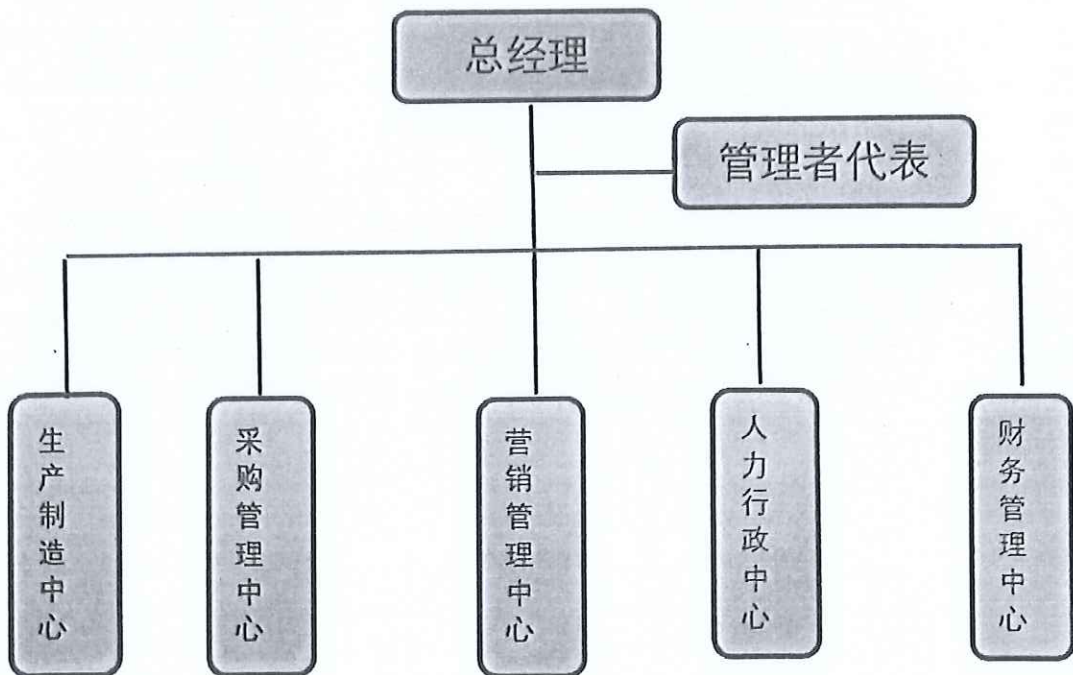 总经理
管理者代表
生产制造中心
采购管理中心
营销管理中心
人力行政中心
财务管理中心